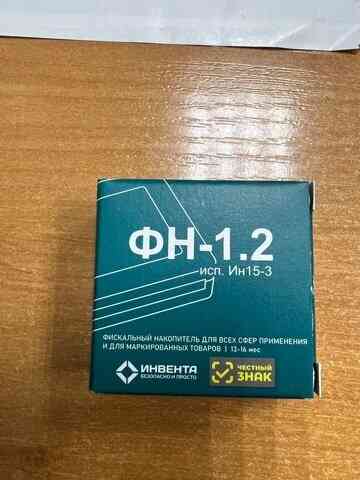 ФН-1.2
исп. Ин15-3
ФИСКАЛЬНЫЙ НАКОПИТЕЛЬ ДЛЯ ВСЕХ СФЕР ПРИМЕНЕНИЯ
И ДЛЯ МАРКИРОВАННЫХ ТОВАРОВ | 13-16 мес
ИНВЕНТА
БЕЗОПАСНО И ПРОСТО
ЧЕСТНЫЙ
ЗНАК